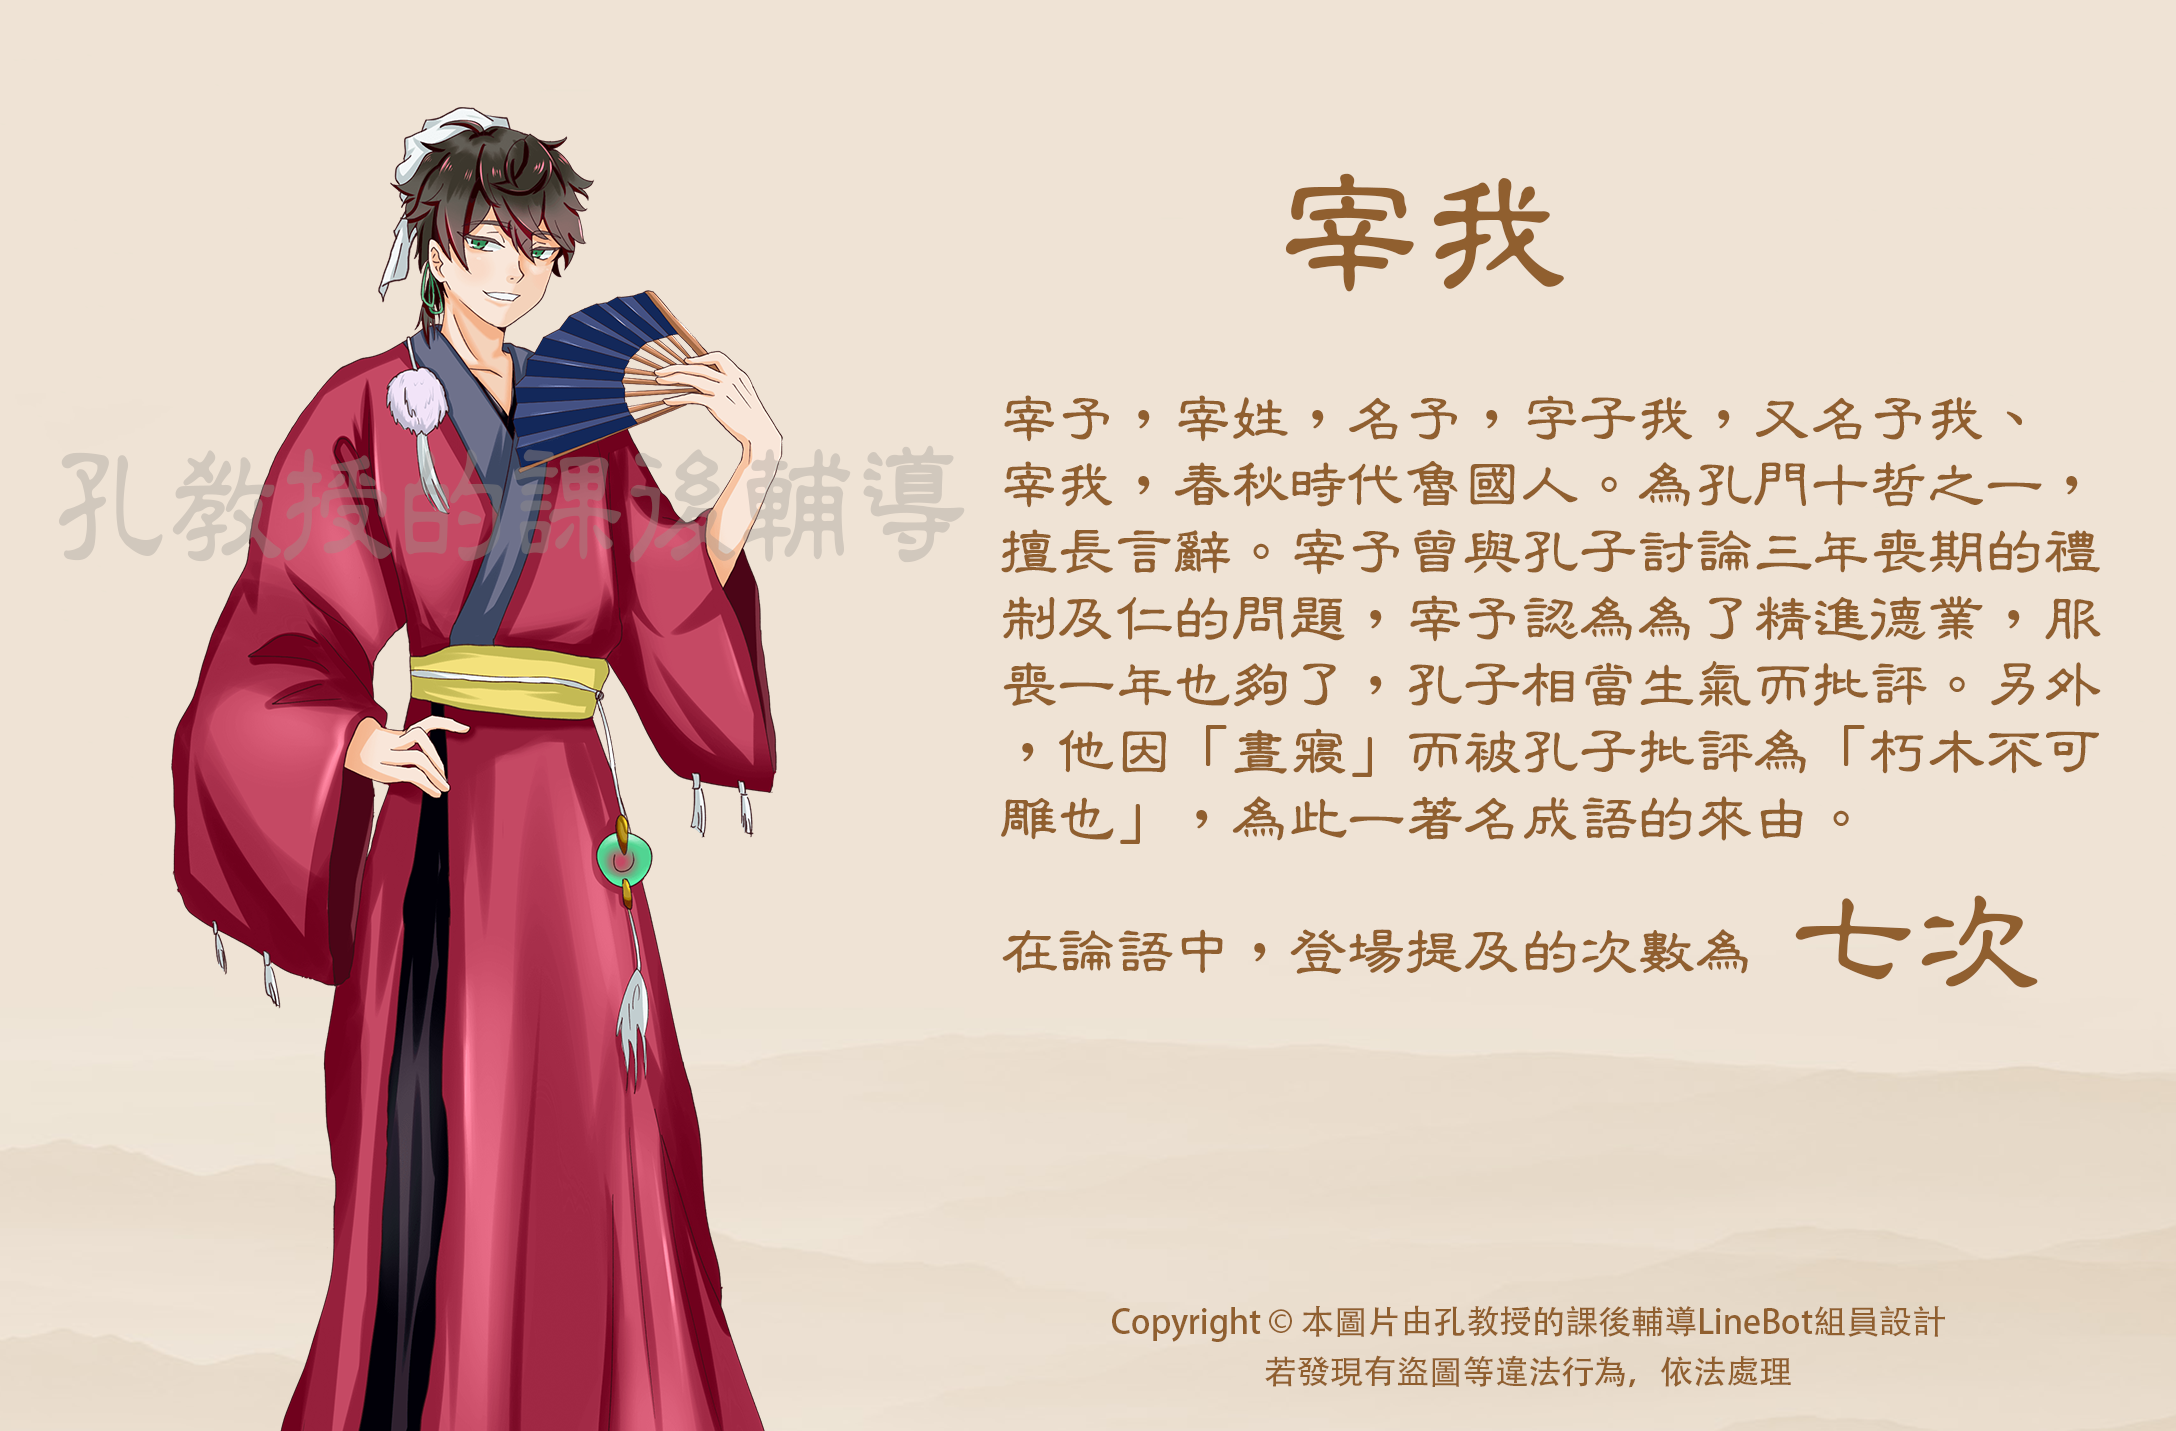 宰我
孔教授的課後輔導
宰予，宰姓，名予，字子我，又名予我、
宰我，春秋時代魯國人。為孔門十哲之一，
擅長言辭。宰予曾與孔子討論三年喪期的禮
制及仁的問題，宰予認為為了精進德業，服
喪一年也夠了，孔子相當生氣而批評。另外
，他因「晝寢」而被孔子批評為「朽木不可
雕也」，為此一著名成語的來由。
在論語中，登場提及的次數為 七次
Copyright © 本圖片由孔教授的課後輔導LineBot組員設計
若發現有盜圖等違法行為，依法處理